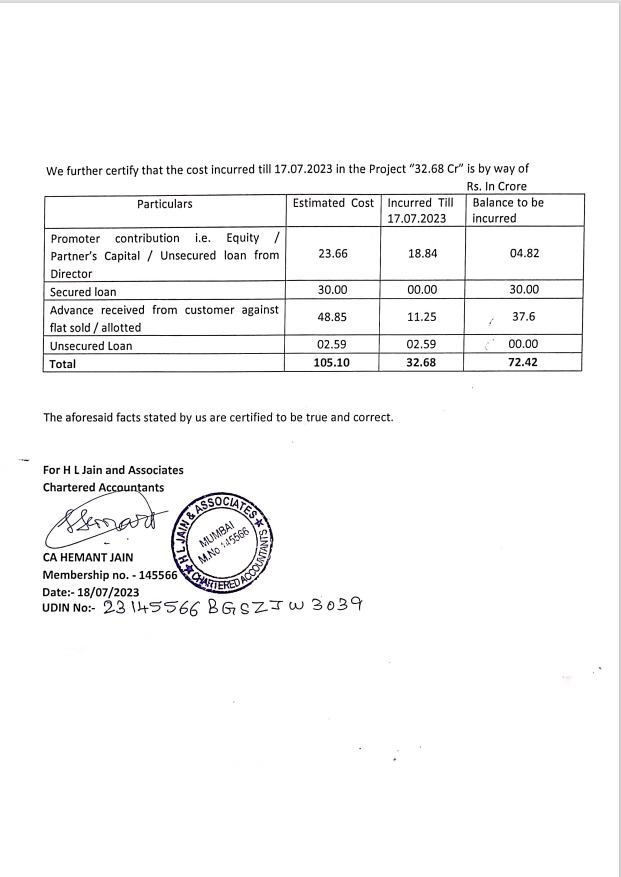 We further certify that the cost incurred till 17.07.2023 in the Project “32.68 Cr” is by way of
Rs. In Crore
Particulars Estimated Cost Incurred Till 17.07.2023 Balance to be incurred
Promoter contribution i.e. Equity /
Partner's Capital / Unsecured loan from 23.66 18.84 04.82
Director
Secured loan 30.00 00.00 30.00
Advance received from customer against
flat sold / allotted 48.85 11.25 37.6
Unsecured Loan 02.59 02.59 00.00
Total 105.10 32.68 72.42
The aforesaid facts stated by us are certified to be true and correct.
For H L Jain and Associates
Chartered Accountants
H L JAIN & ASSOCIATES
MUMBAI
M.No 145566
CHARTERED ACCOUNTANTS
CA HEMANT JAIN
Membership no. - 145566
Date:- 18/07/2023
UDIN No:- 23145566BGSZJW3039